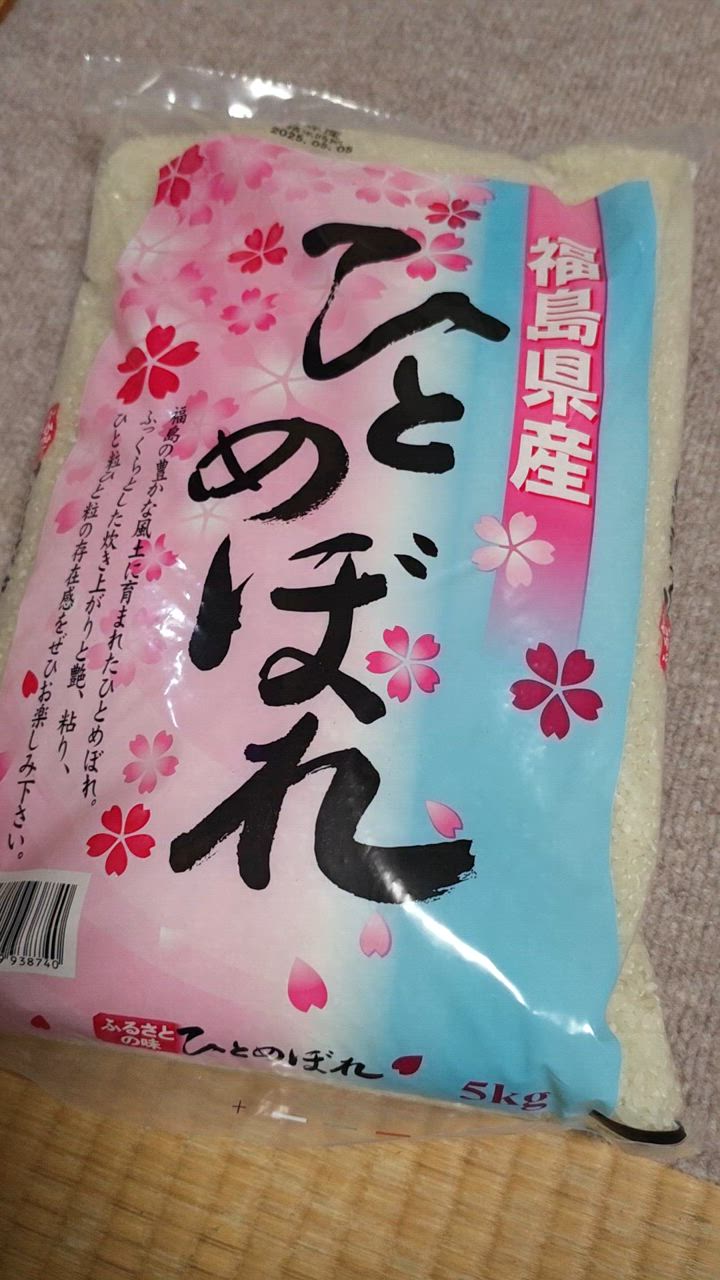 2025.05.05
福島県産
ひとめぼれ
福島の豊かな風土に育まれたひとめぼれ。
ふっくらとした炊き上がりと艶、粘り、
ひと粒ひと粒の存在感をぜひお楽しみ下さい。
938740
ふるさと
の味
ひとめぼれ
5kg